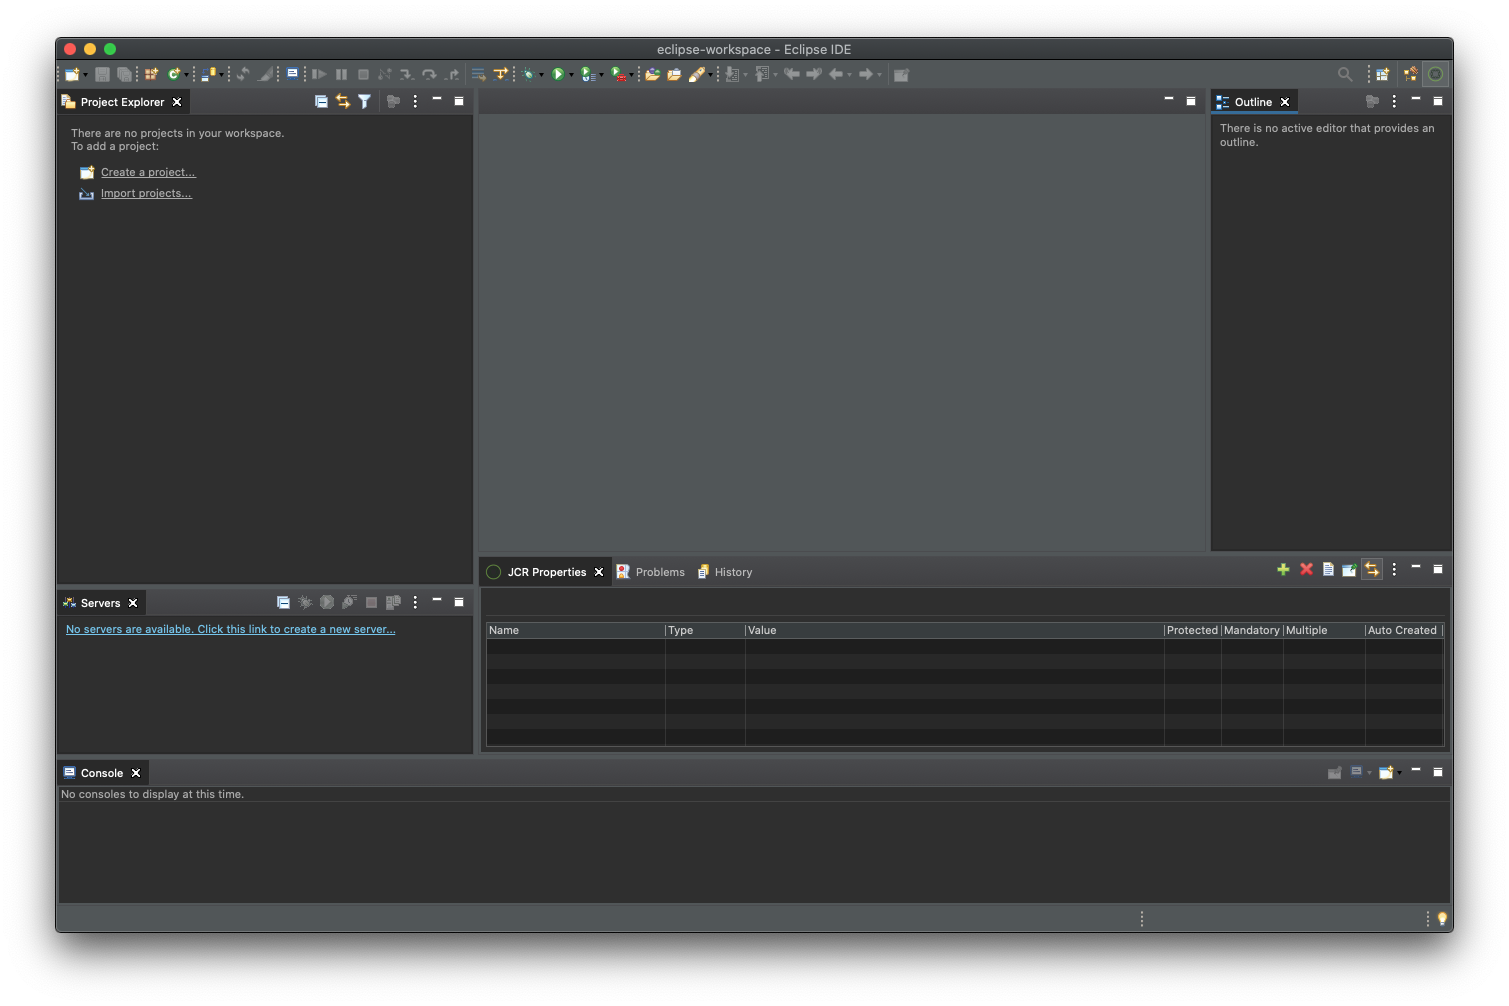 eclipse-workspace - Eclipse IDE
Project Explorer
There are no projects in your workspace.
To add a project:
Create a project...
Import projects...
Outline
There is no active editor that provides an
outline.
JCR Properties
Problems
History
Name Type Value Protected Mandatory Multiple Auto Created
Servers
No servers are available. Click this link to create a new server...
Console
No consoles to display at this time.